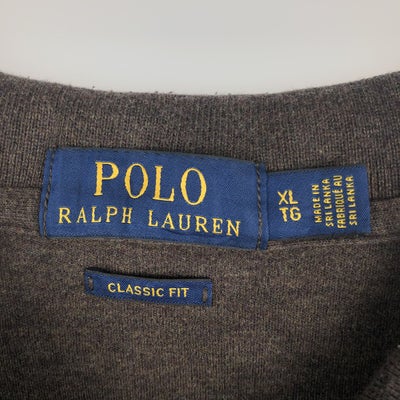 POLO
RALPH LAUREN
XL
TG
MADE IN
SRI LANKA
FABRIQUÉ AU
SRI LANKA
CLASSIC FIT